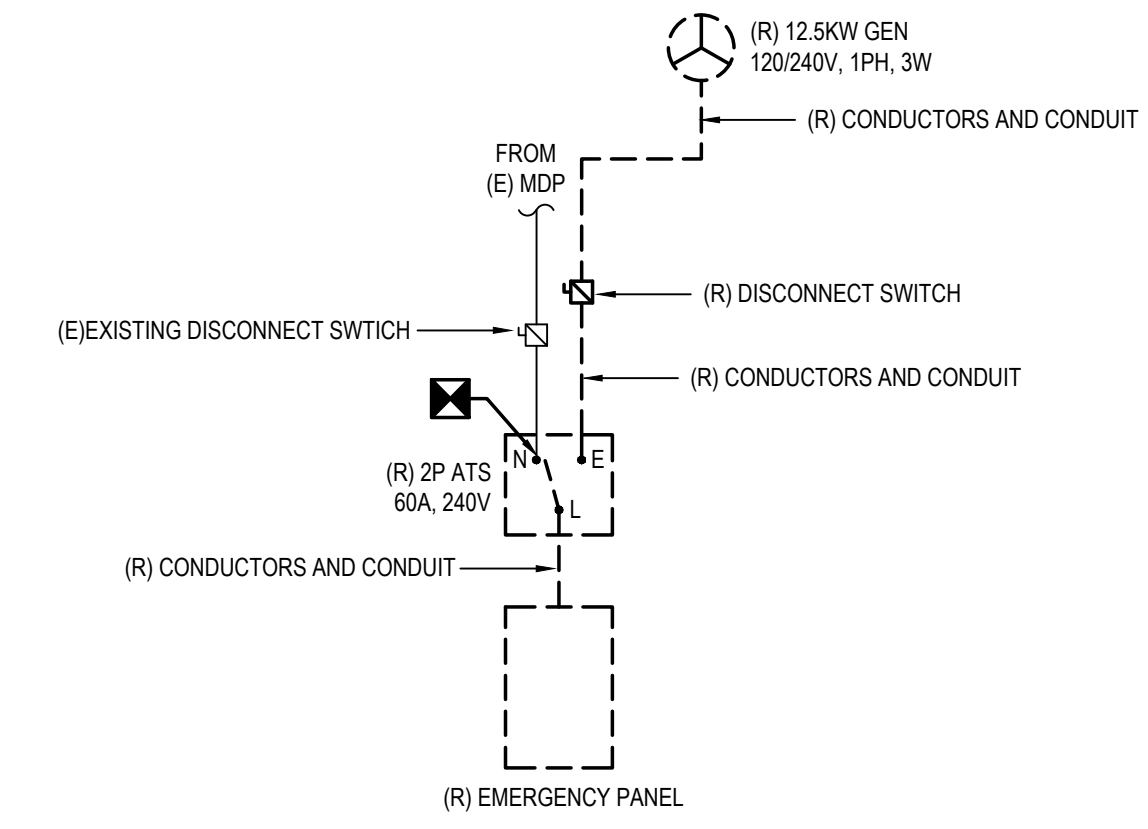 (R) 12.5KW GEN
120/240V, 1PH, 3W
(R) CONDUCTORS AND CONDUIT
FROM
(E) MDP
(R) DISCONNECT SWITCH
(E)EXISTING DISCONNECT SWTICH
(R) CONDUCTORS AND CONDUIT
N
E
(R) 2P ATS
60A, 240V
L
(R) CONDUCTORS AND CONDUIT
(R) EMERGENCY PANEL